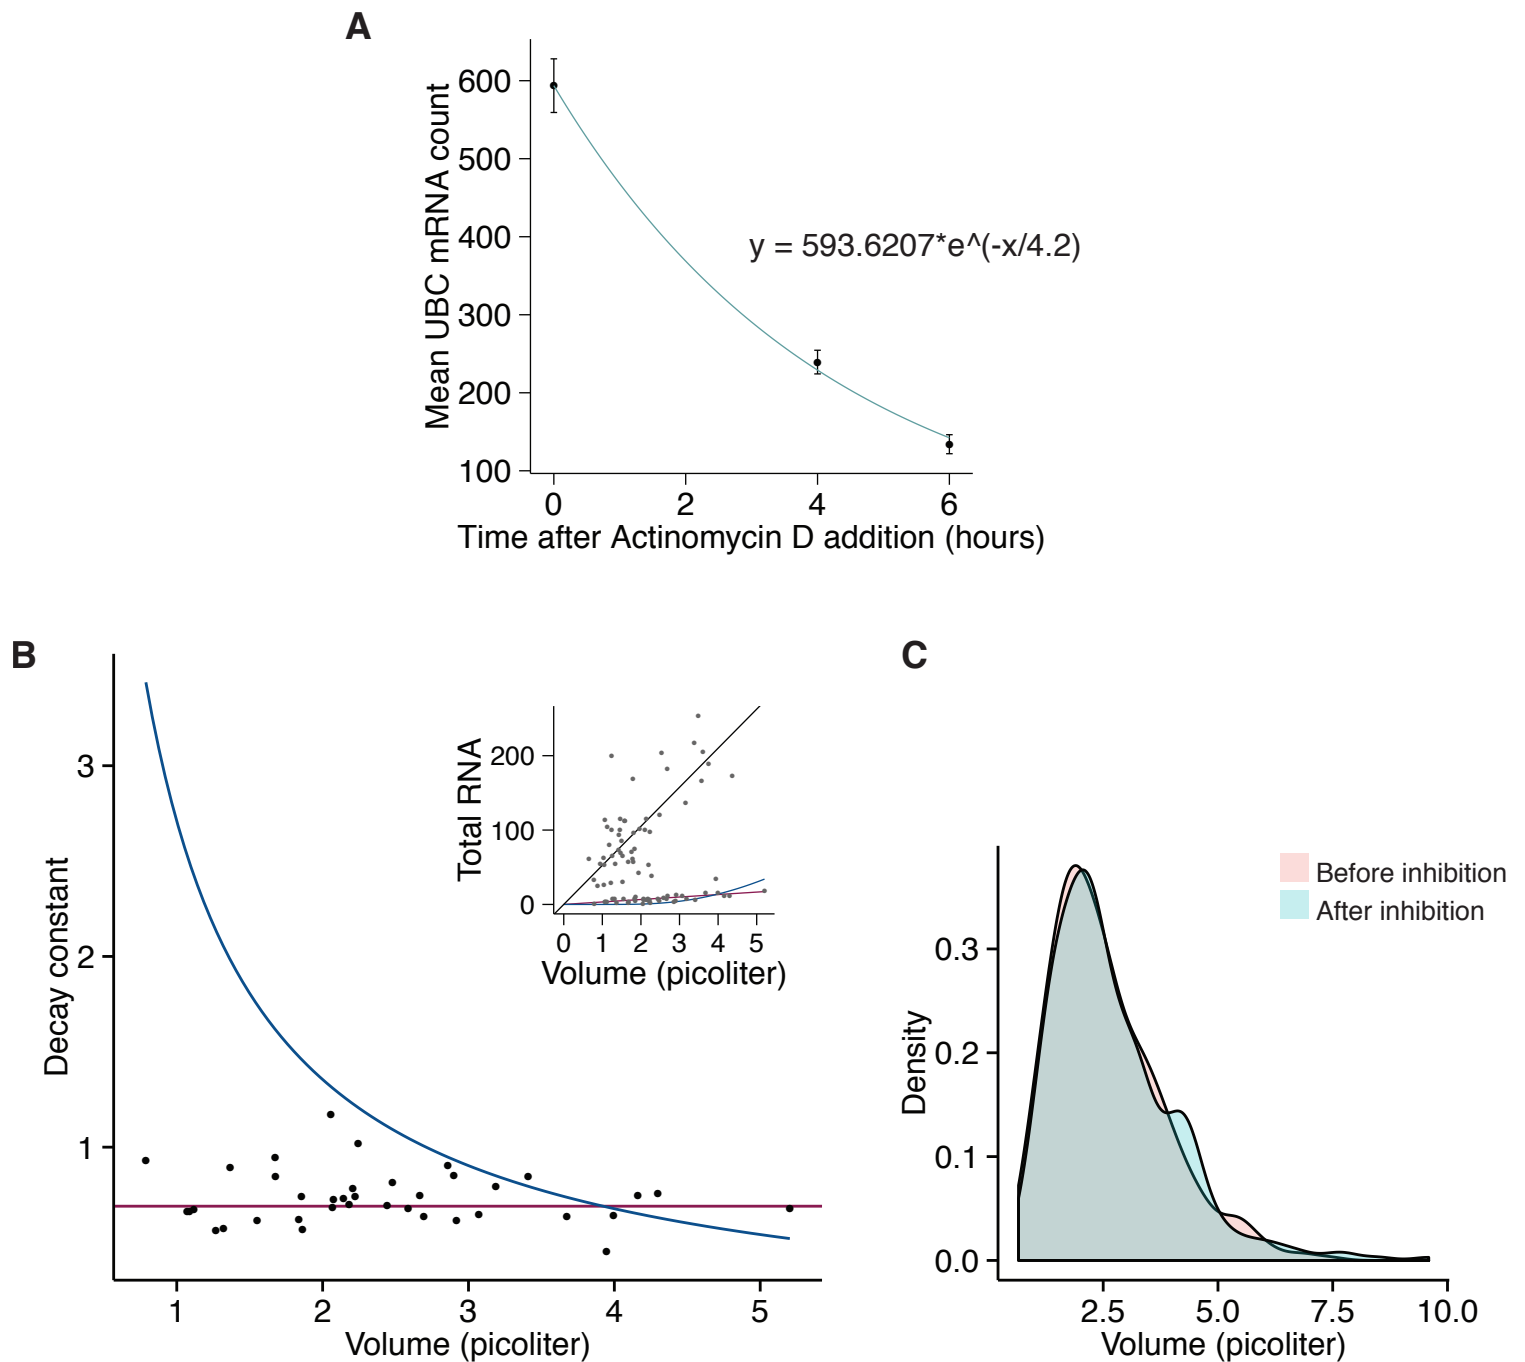 A
Mean UBC mRNA count
600
500
400
300
200
100
y = 593.6207*e^(-x/4.2)
0 2 4 6
Time after Actinomycin D addition (hours)
B
Decay constant
3
2
1
1 2 3 4 5
Volume (picoliter)
Total RNA
200
100
0
0 1 2 3 4 5
Volume (picoliter)
C
Before inhibition
After inhibition
Density
0.3
0.2
0.1
0.0
2.5 5.0 7.5 10.0
Volume (picoliter)